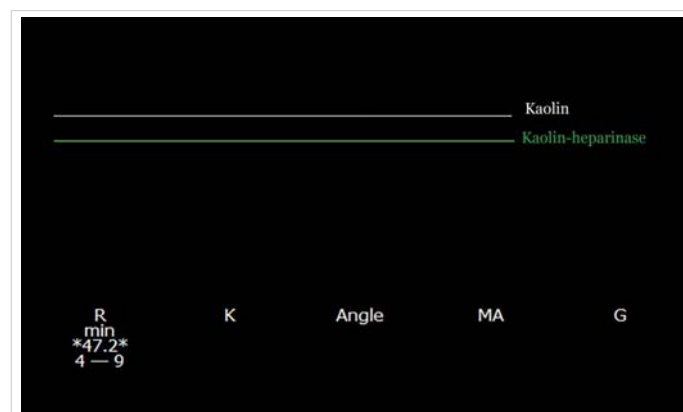 Kaolin
Kaolin-heparinase
R K Angle MA G
min
*47.2*
4 — 9